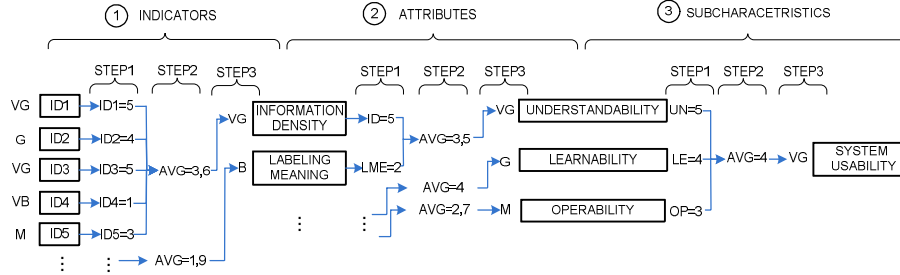 1 INDICATORS
2 ATTRIBUTES
3 SUBCHARACETRISTICS
STEP1 STEP2 STEP3 STEP1 STEP2 STEP3 STEP1 STEP2 STEP3
VG ID1 ID1=5
G ID2 ID2=4
VG ID3 ID3=5
VB ID4 ID4=1
M ID5 ID5=3
AVG=3,6
AVG=1,9
VG INFORMATION
DENSITY
B LABELING
MEANING
ID=5
LME=2
AVG=3,5
AVG=4
AVG=2,7
VG UNDERSTANDABILITY UN=5
G LEARNABILITY LE=4
M OPERABILITY OP=3
AVG=4 VG SYSTEM
USABILITY